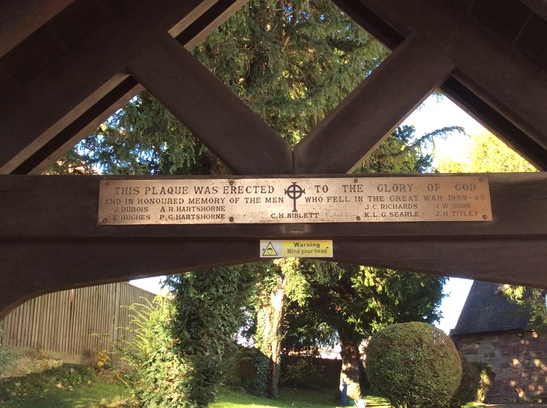 THIS PLAQUE WAS ERECTED TO THE GLORY OF GOD
AND IN HONOURED MEMORY OF THE MEN WHO FELL IN THE GREAT WAR 1939-45
J. DUBOIS A. R. HARTSHORNE J. C. RICHARDS J. W. SIMS
E. HUGHES P. G. HARTSHORNE C. H. NIBLETT K. L. G. SEARLE J. H. TITLEY
Warning
Mind your head